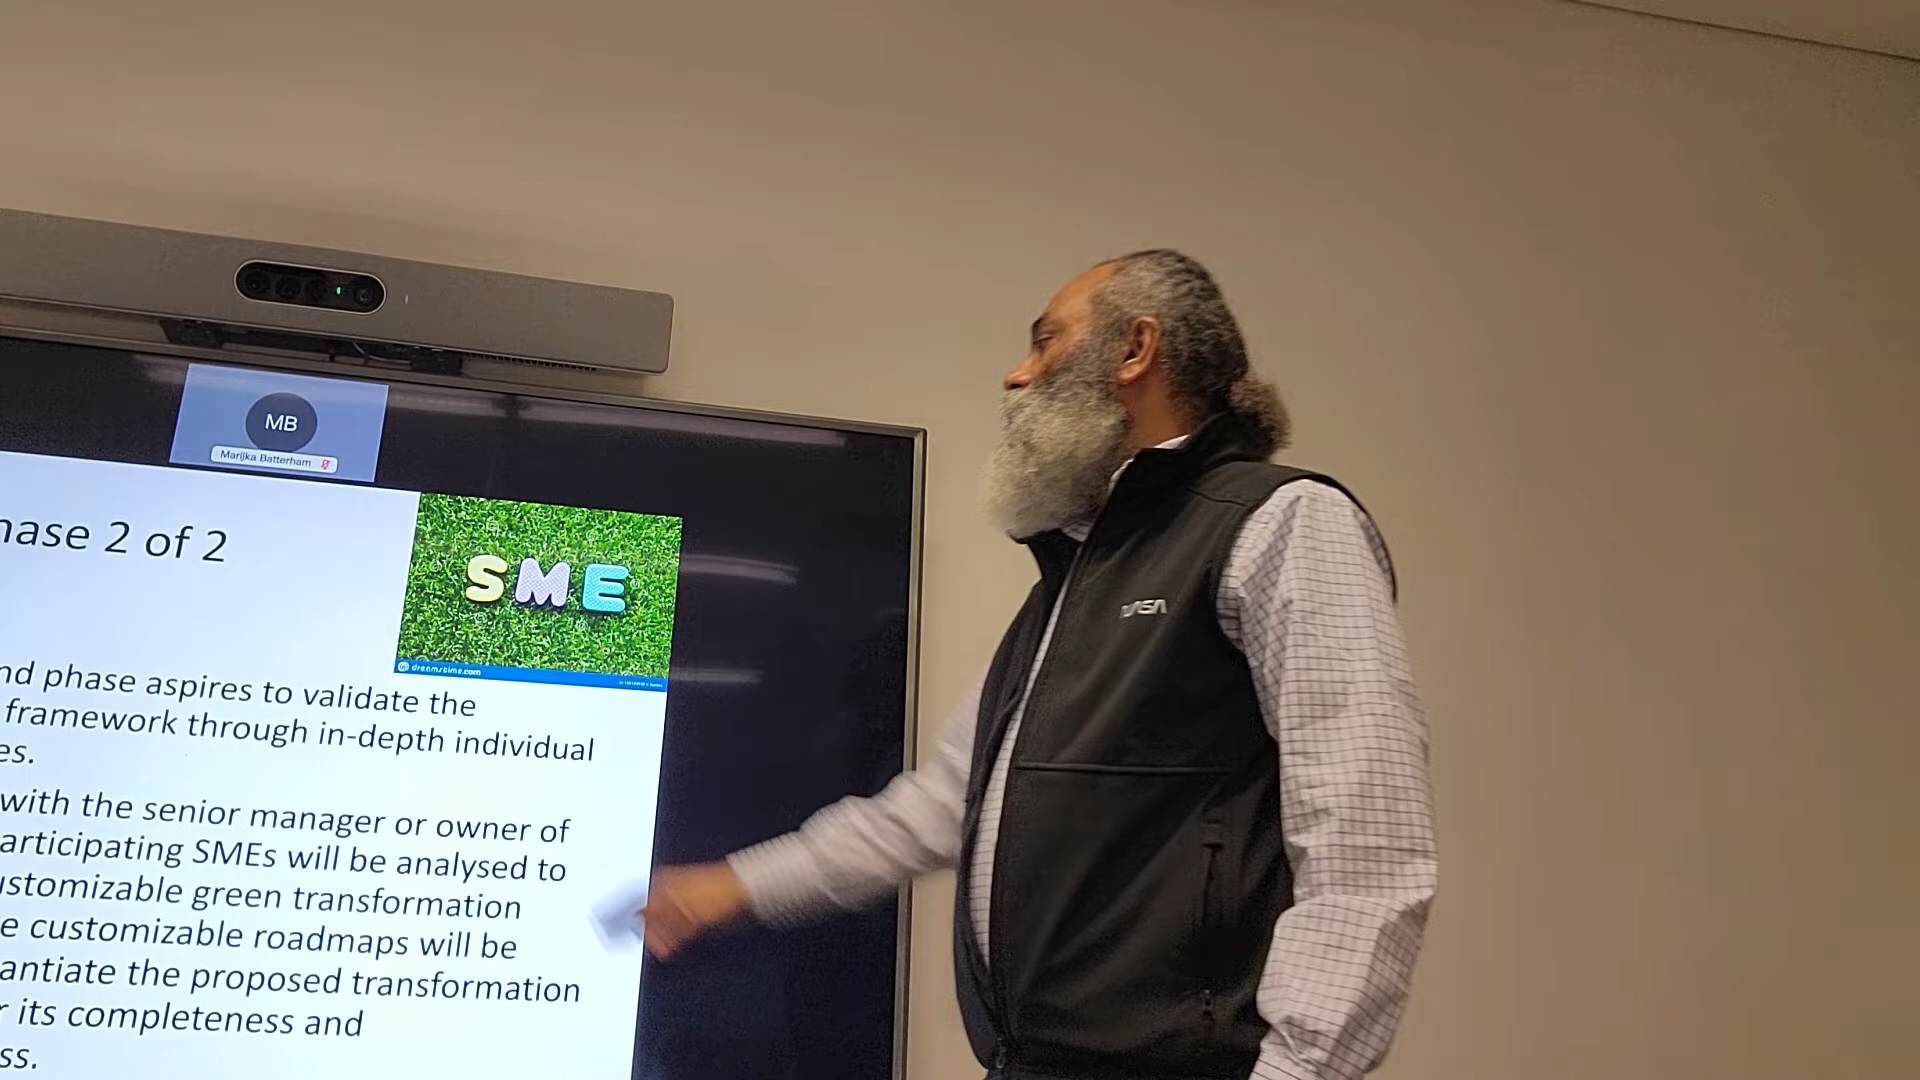 MB
Marijka Batterham
hase 2 of 2
SME
dreamstime.com
nd phase aspires to validate the
framework through in-depth individual
es.
with the senior manager or owner of
articipating SMEs will be analysed to
ustomizable green transformation
e customizable roadmaps will be
antiate the proposed transformation
r its completeness and
ss.
NASA